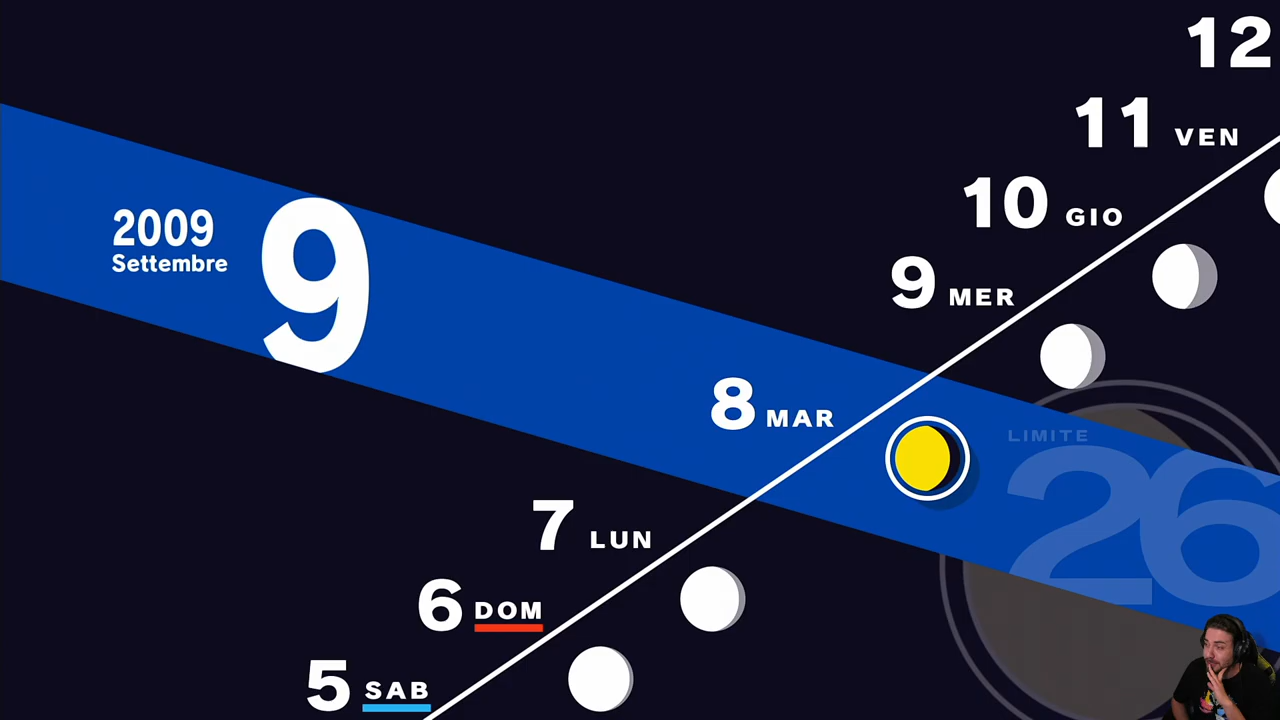 12
11 VEN
10 GIO
2009
Settembre
9
9 MER
8 MAR
LIMITE
26
7 LUN
6 DOM
5 SAB